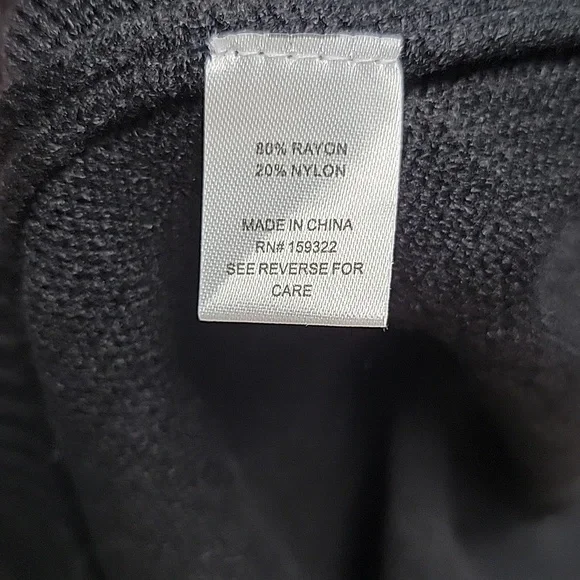 80% RAYON
20% NYLON
MADE IN CHINA
RN# 159322
SEE REVERSE FOR
CARE